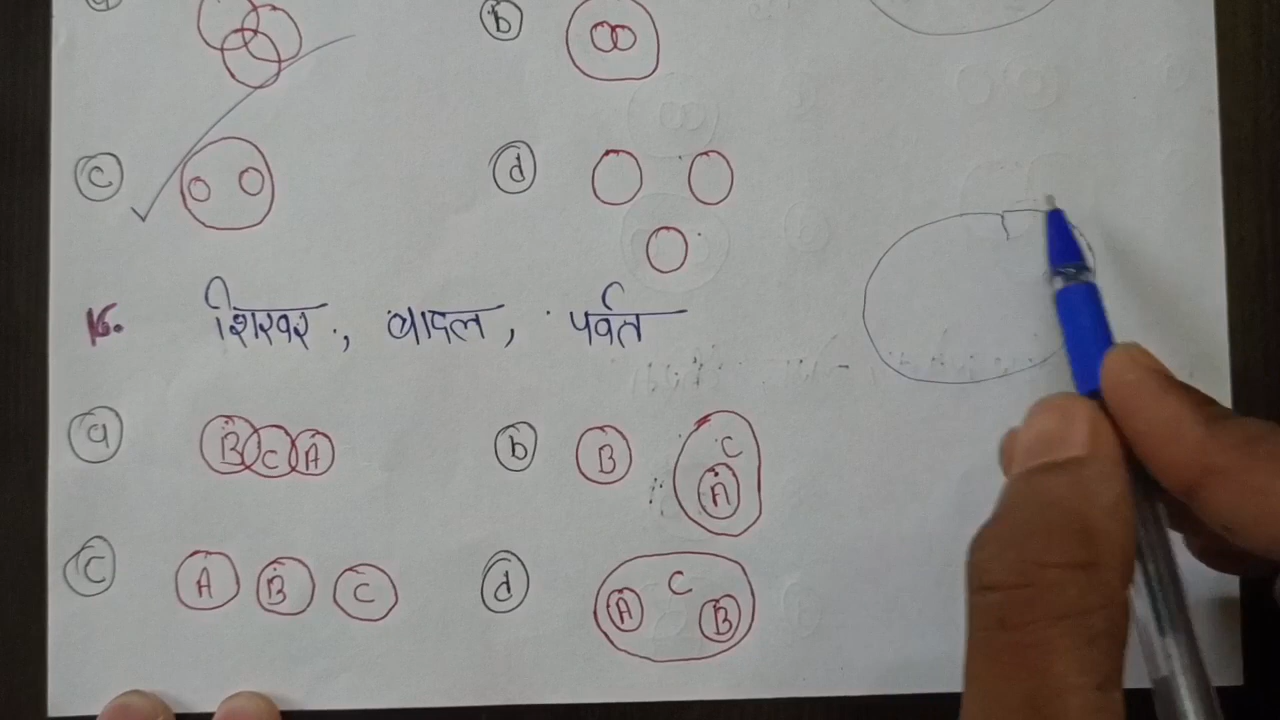 a b
c d
16. शिखर, बादल, पर्वत
a B C A b B C A
c A B C d A C B